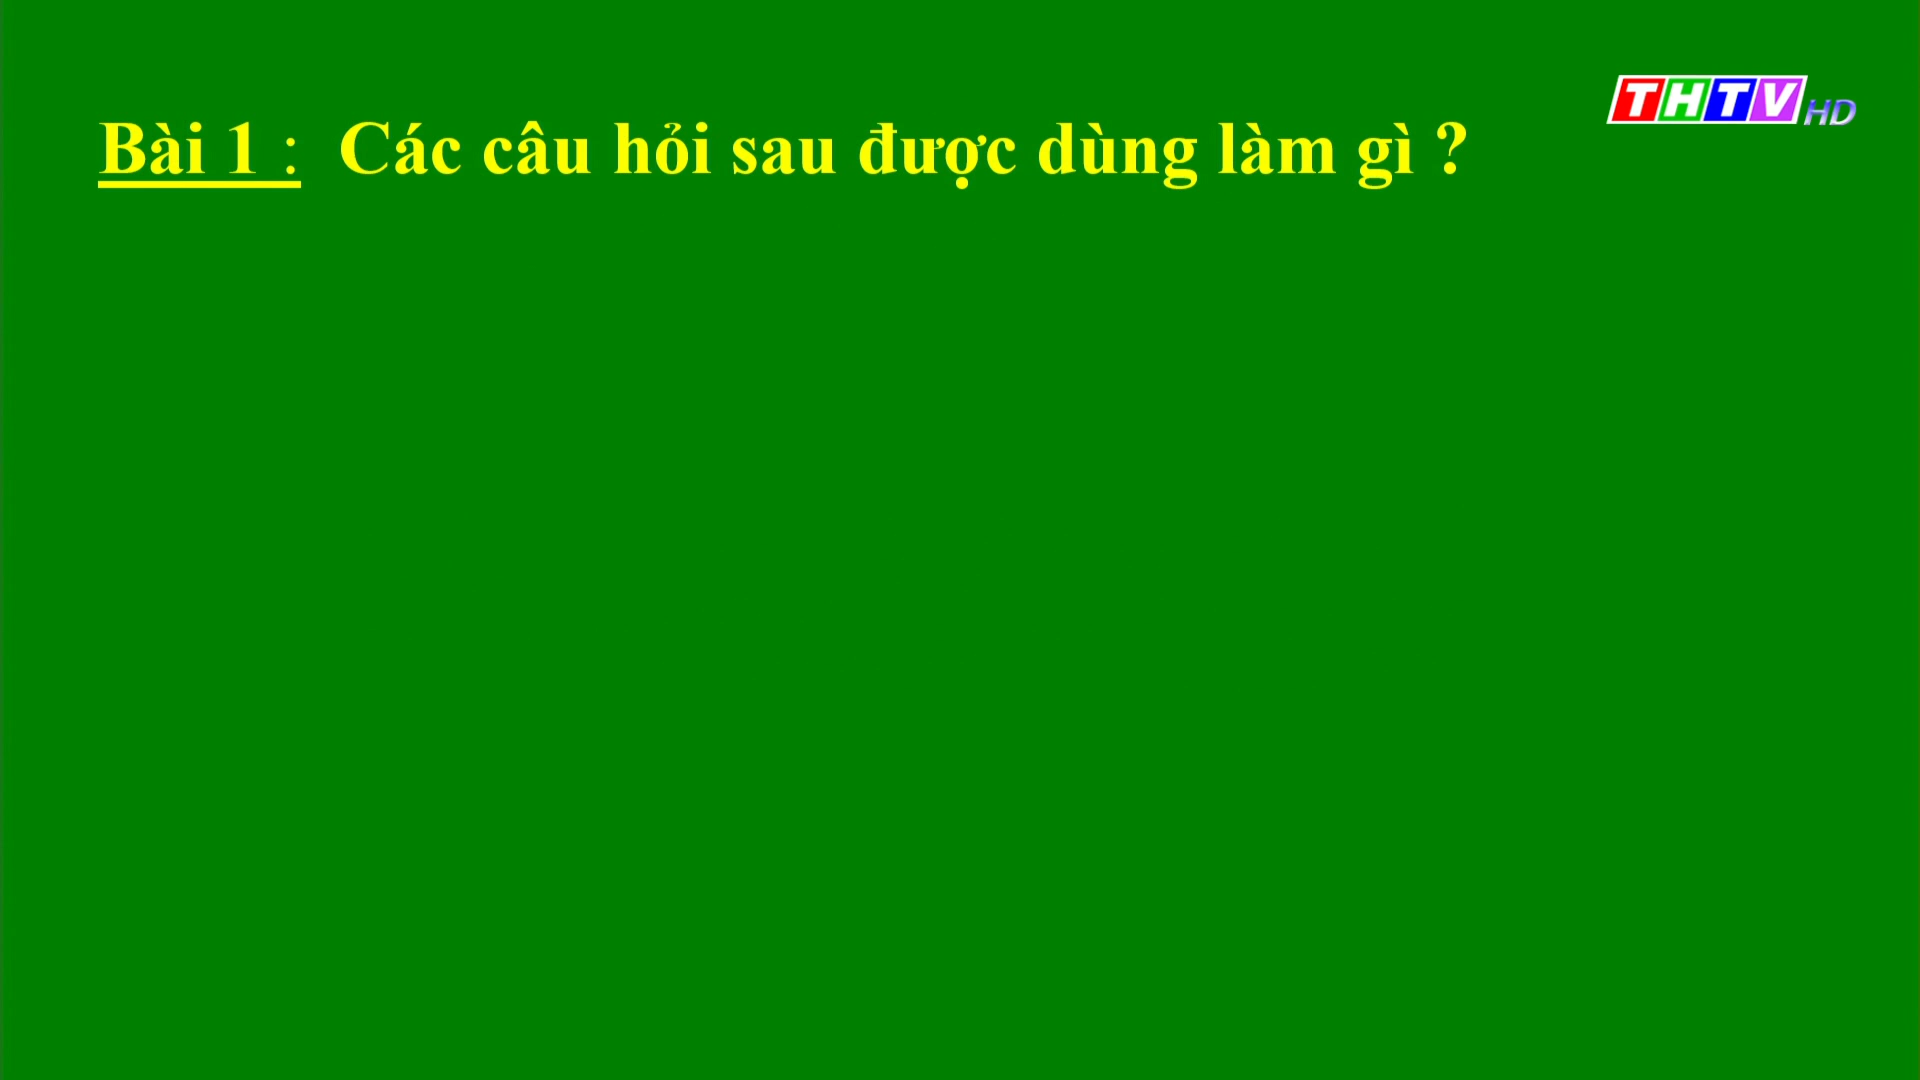 THTV HD
Bài 1 : Các câu hỏi sau được dùng làm gì ?